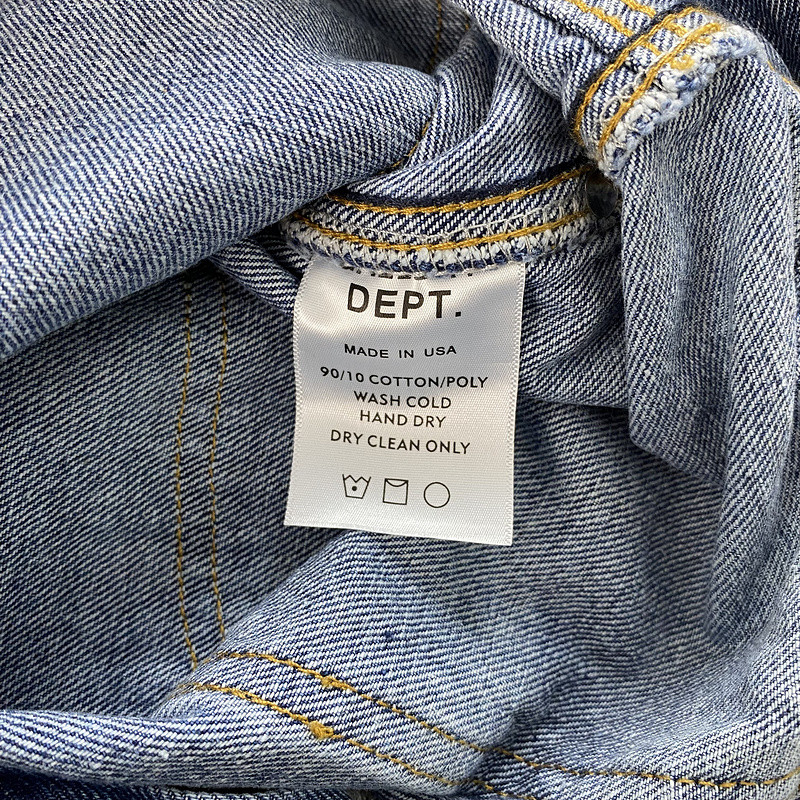 DEPT.
MADE IN USA
90/10 COTTON/POLY
WASH COLD
HAND DRY
DRY CLEAN ONLY